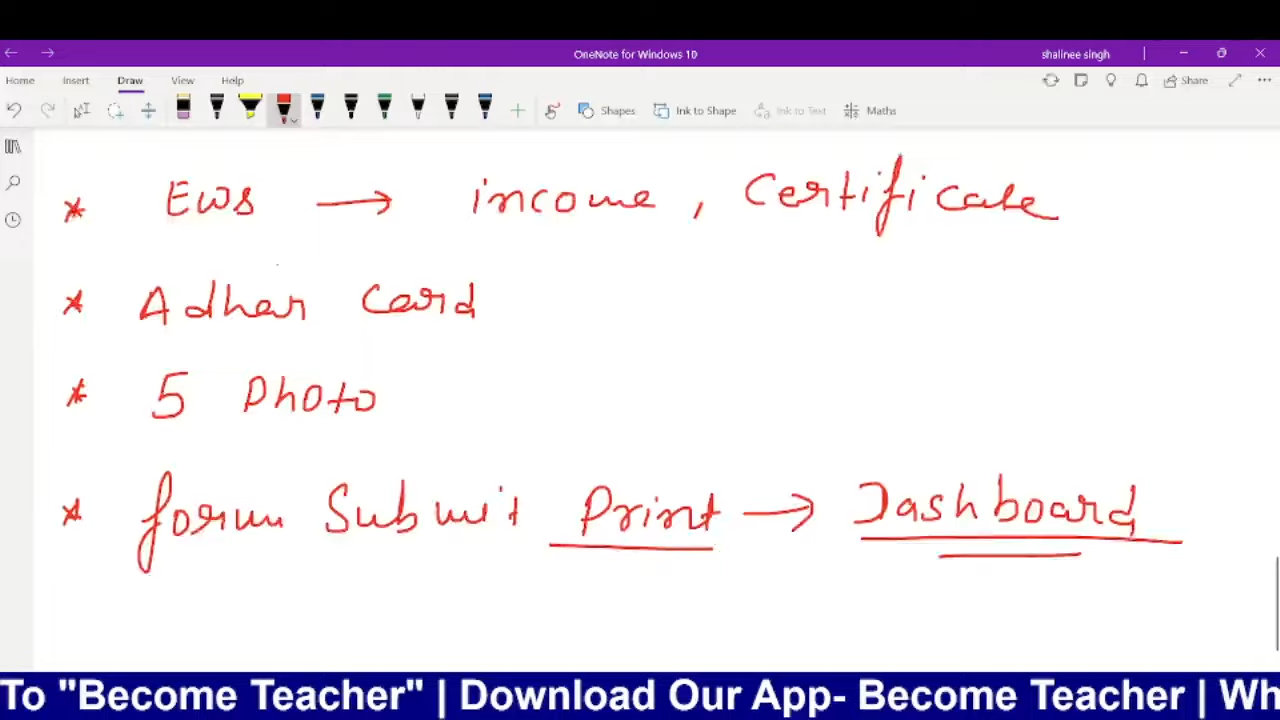 OneNote for Windows 10
shalinee singh
Home Insert Draw View Help
Share
Shapes Ink to Shape Ink to Text Maths
* Ews → income, Certificate
* Adhar Card
* 5 Photo
* form Submit Print → Dashboard
To "Become Teacher" | Download Our App- Become Teacher | Wh